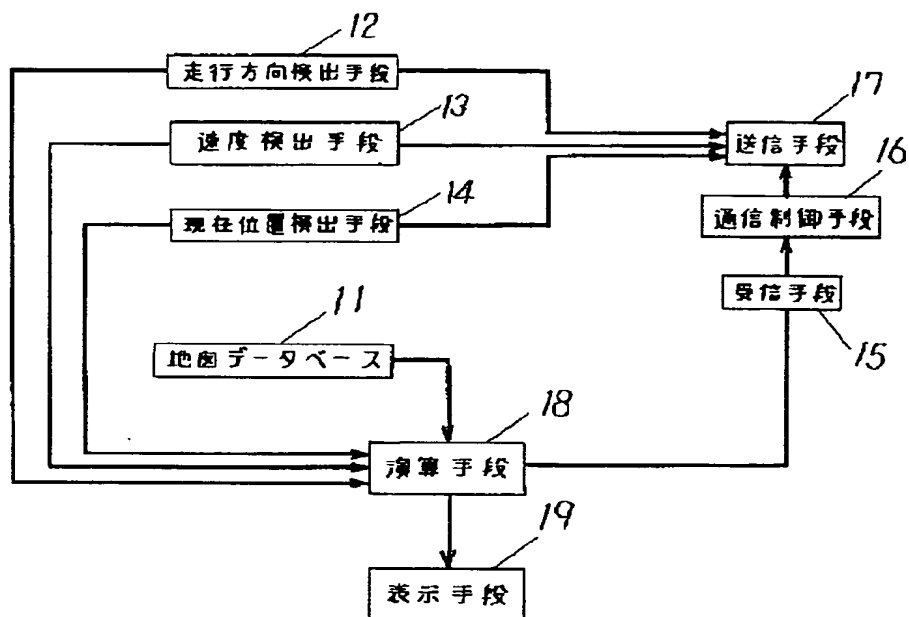 12
走行方向検出手段
17
13
速度検出手段
送信手段
16
14
現在位置検出手段
通信制御手段
受信手段
11
15
地図データベース
18
演算手段
19
表示手段